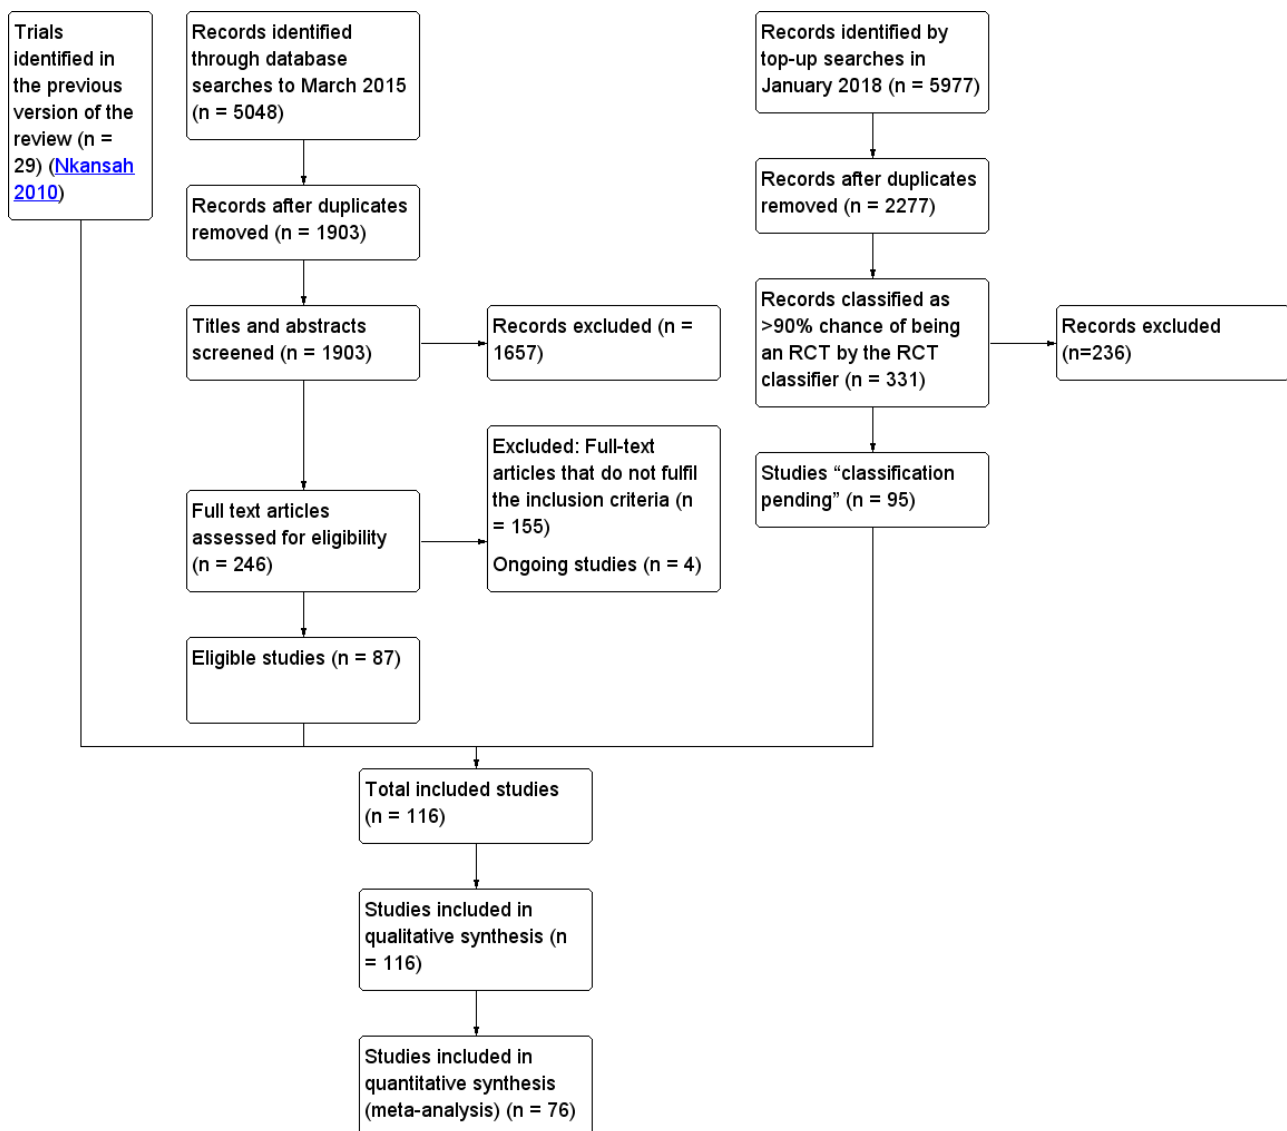 Trials
identified in
the previous
version of the
review (n =
29) (Nkansah
2010)
Records identified
through database
searches to March 2015
(n = 5048)
Records identified by
top-up searches in
January 2018 (n = 5977)
Records after duplicates
removed (n = 1903)
Records after duplicates
removed (n = 2277)
Titles and abstracts
screened (n = 1903)
Records excluded (n =
1657)
Records classified as
>90% chance of being
an RCT by the RCT
classifier (n = 331)
Records excluded
(n=236)
Full text articles
assessed for eligibility
(n = 246)
Excluded: Full-text
articles that do not fulfil
the inclusion criteria (n
= 155)
Ongoing studies (n = 4)
Studies “classification
pending” (n = 95)
Eligible studies (n = 87)
Total included studies
(n = 116)
Studies included in
qualitative synthesis (n
= 116)
Studies included in
quantitative synthesis
(meta-analysis) (n = 76)